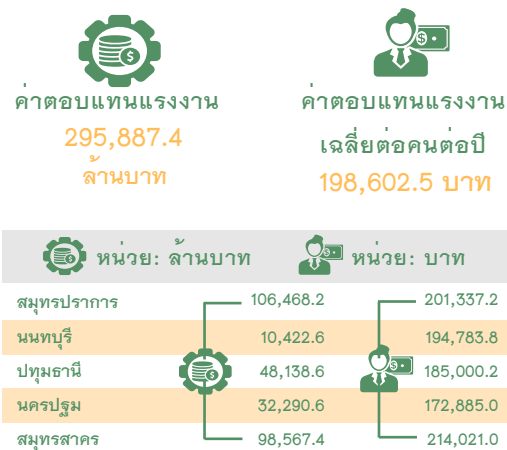 ค่าตอบแทนแรงงาน
295,887.4
ล้านบาท
ค่าตอบแทนแรงงาน
เฉลี่ยต่อคนต่อปี
198,602.5 บาท
หน่วย: ล้านบาท หน่วย: บาท
สมุทรปราการ 106,468.2 201,337.2
นนทบุรี 10,422.6 194,783.8
ปทุมธานี 48,138.6 185,000.2
นครปฐม 32,290.6 172,885.0
สมุทรสาคร 98,567.4 214,021.0